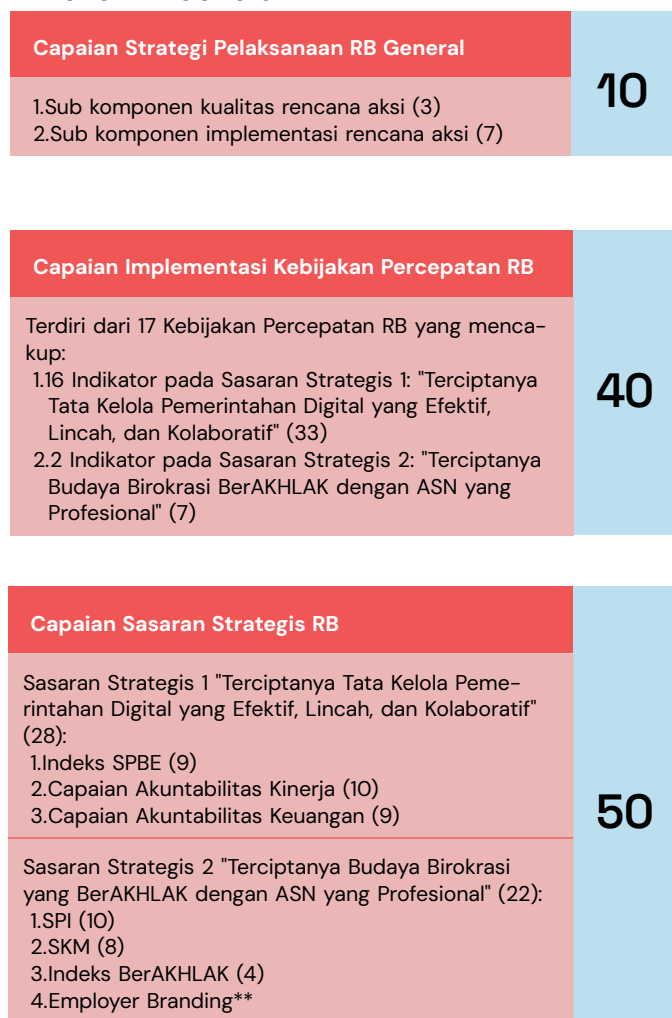 Capaian Strategi Pelaksanaan RB General
1.Sub komponen kualitas rencana aksi (3)
2.Sub komponen implementasi rencana aksi (7)
10
Capaian Implementasi Kebijakan Percepatan RB
Terdiri dari 17 Kebijakan Percepatan RB yang menca-
kup:
1.16 Indikator pada Sasaran Strategis 1: "Terciptanya
Tata Kelola Pemerintahan Digital yang Efektif,
Lincah, dan Kolaboratif" (33)
2.2 Indikator pada Sasaran Strategis 2: "Terciptanya
Budaya Birokrasi BerAKHLAK dengan ASN yang
Profesional" (7)
40
Capaian Sasaran Strategis RB
Sasaran Strategis 1 "Terciptanya Tata Kelola Peme-
rintahan Digital yang Efektif, Lincah, dan Kolaboratif"
(28):
1.Indeks SPBE (9)
2.Capaian Akuntabilitas Kinerja (10)
3.Capaian Akuntabilitas Keuangan (9)
50
Sasaran Strategis 2 "Terciptanya Budaya Birokrasi
yang BerAKHLAK dengan ASN yang Profesional" (22):
1.SPI (10)
2.SKM (8)
3.Indeks BerAKHLAK (4)
4.Employer Branding**